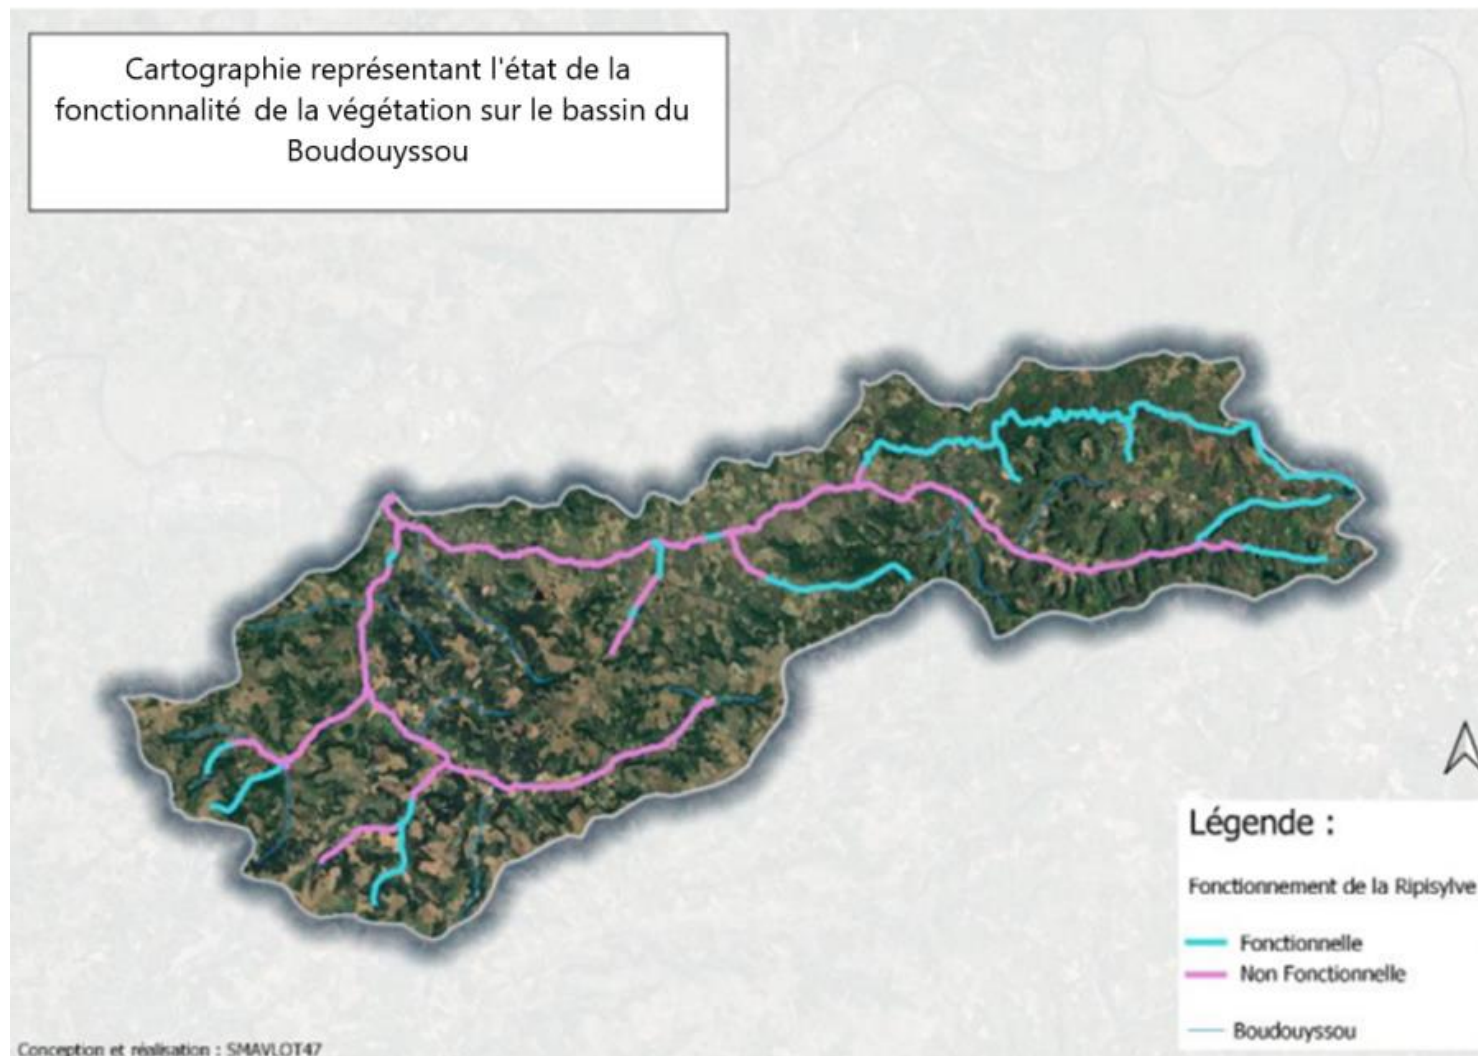 Cartographie représentant l'état de la
fonctionnalité de la végétation sur le bassin du
Boudouyssou
Légende :
Fonctionnement de la Ripisylve
Fonctionnelle
Non Fonctionnelle
Boudouyssou
Conception et réalisation : SMAVLOT47